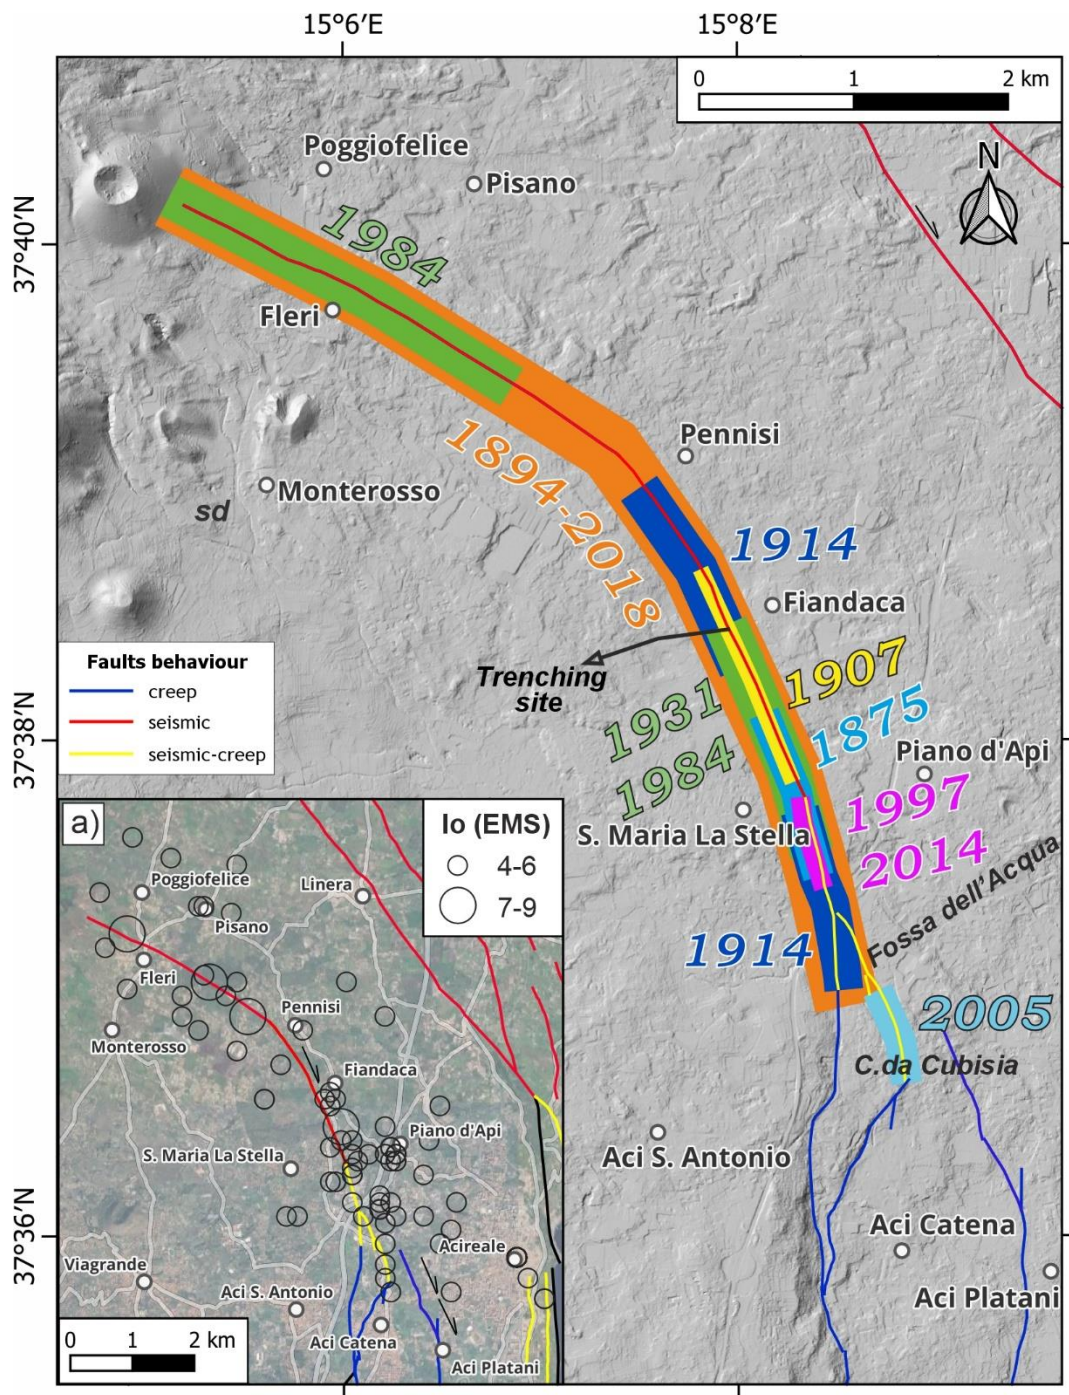 15°6′E
15°8′E
0 1 2 km
N
Poggiofelice
Pisano
37°40′N
1984
Fleri
Pennisi
1894-2018
Monterosso
sd
1914
Fiandaca
Trenching
site
1907
1931
1875
1984
37°38′N
Piano d'Api
1997
S. Maria La Stella
2014
Fossa dell'Acqua
1914
2005
C.da Cubisia
Aci S. Antonio
37°36′N
Aci Catena
Aci Platani
Faults behaviour
creep
seismic
seismic-creep
a)
Io (EMS)
4-6
7-9
Poggiofelice
Linera
Pisano
Fleri
Pennisi
Monterosso
Fiandaca
Piano d'Api
S. Maria La Stella
Acireale
Viagrande
Aci S. Antonio
Aci Catena
Aci Platani
0 1 2 km